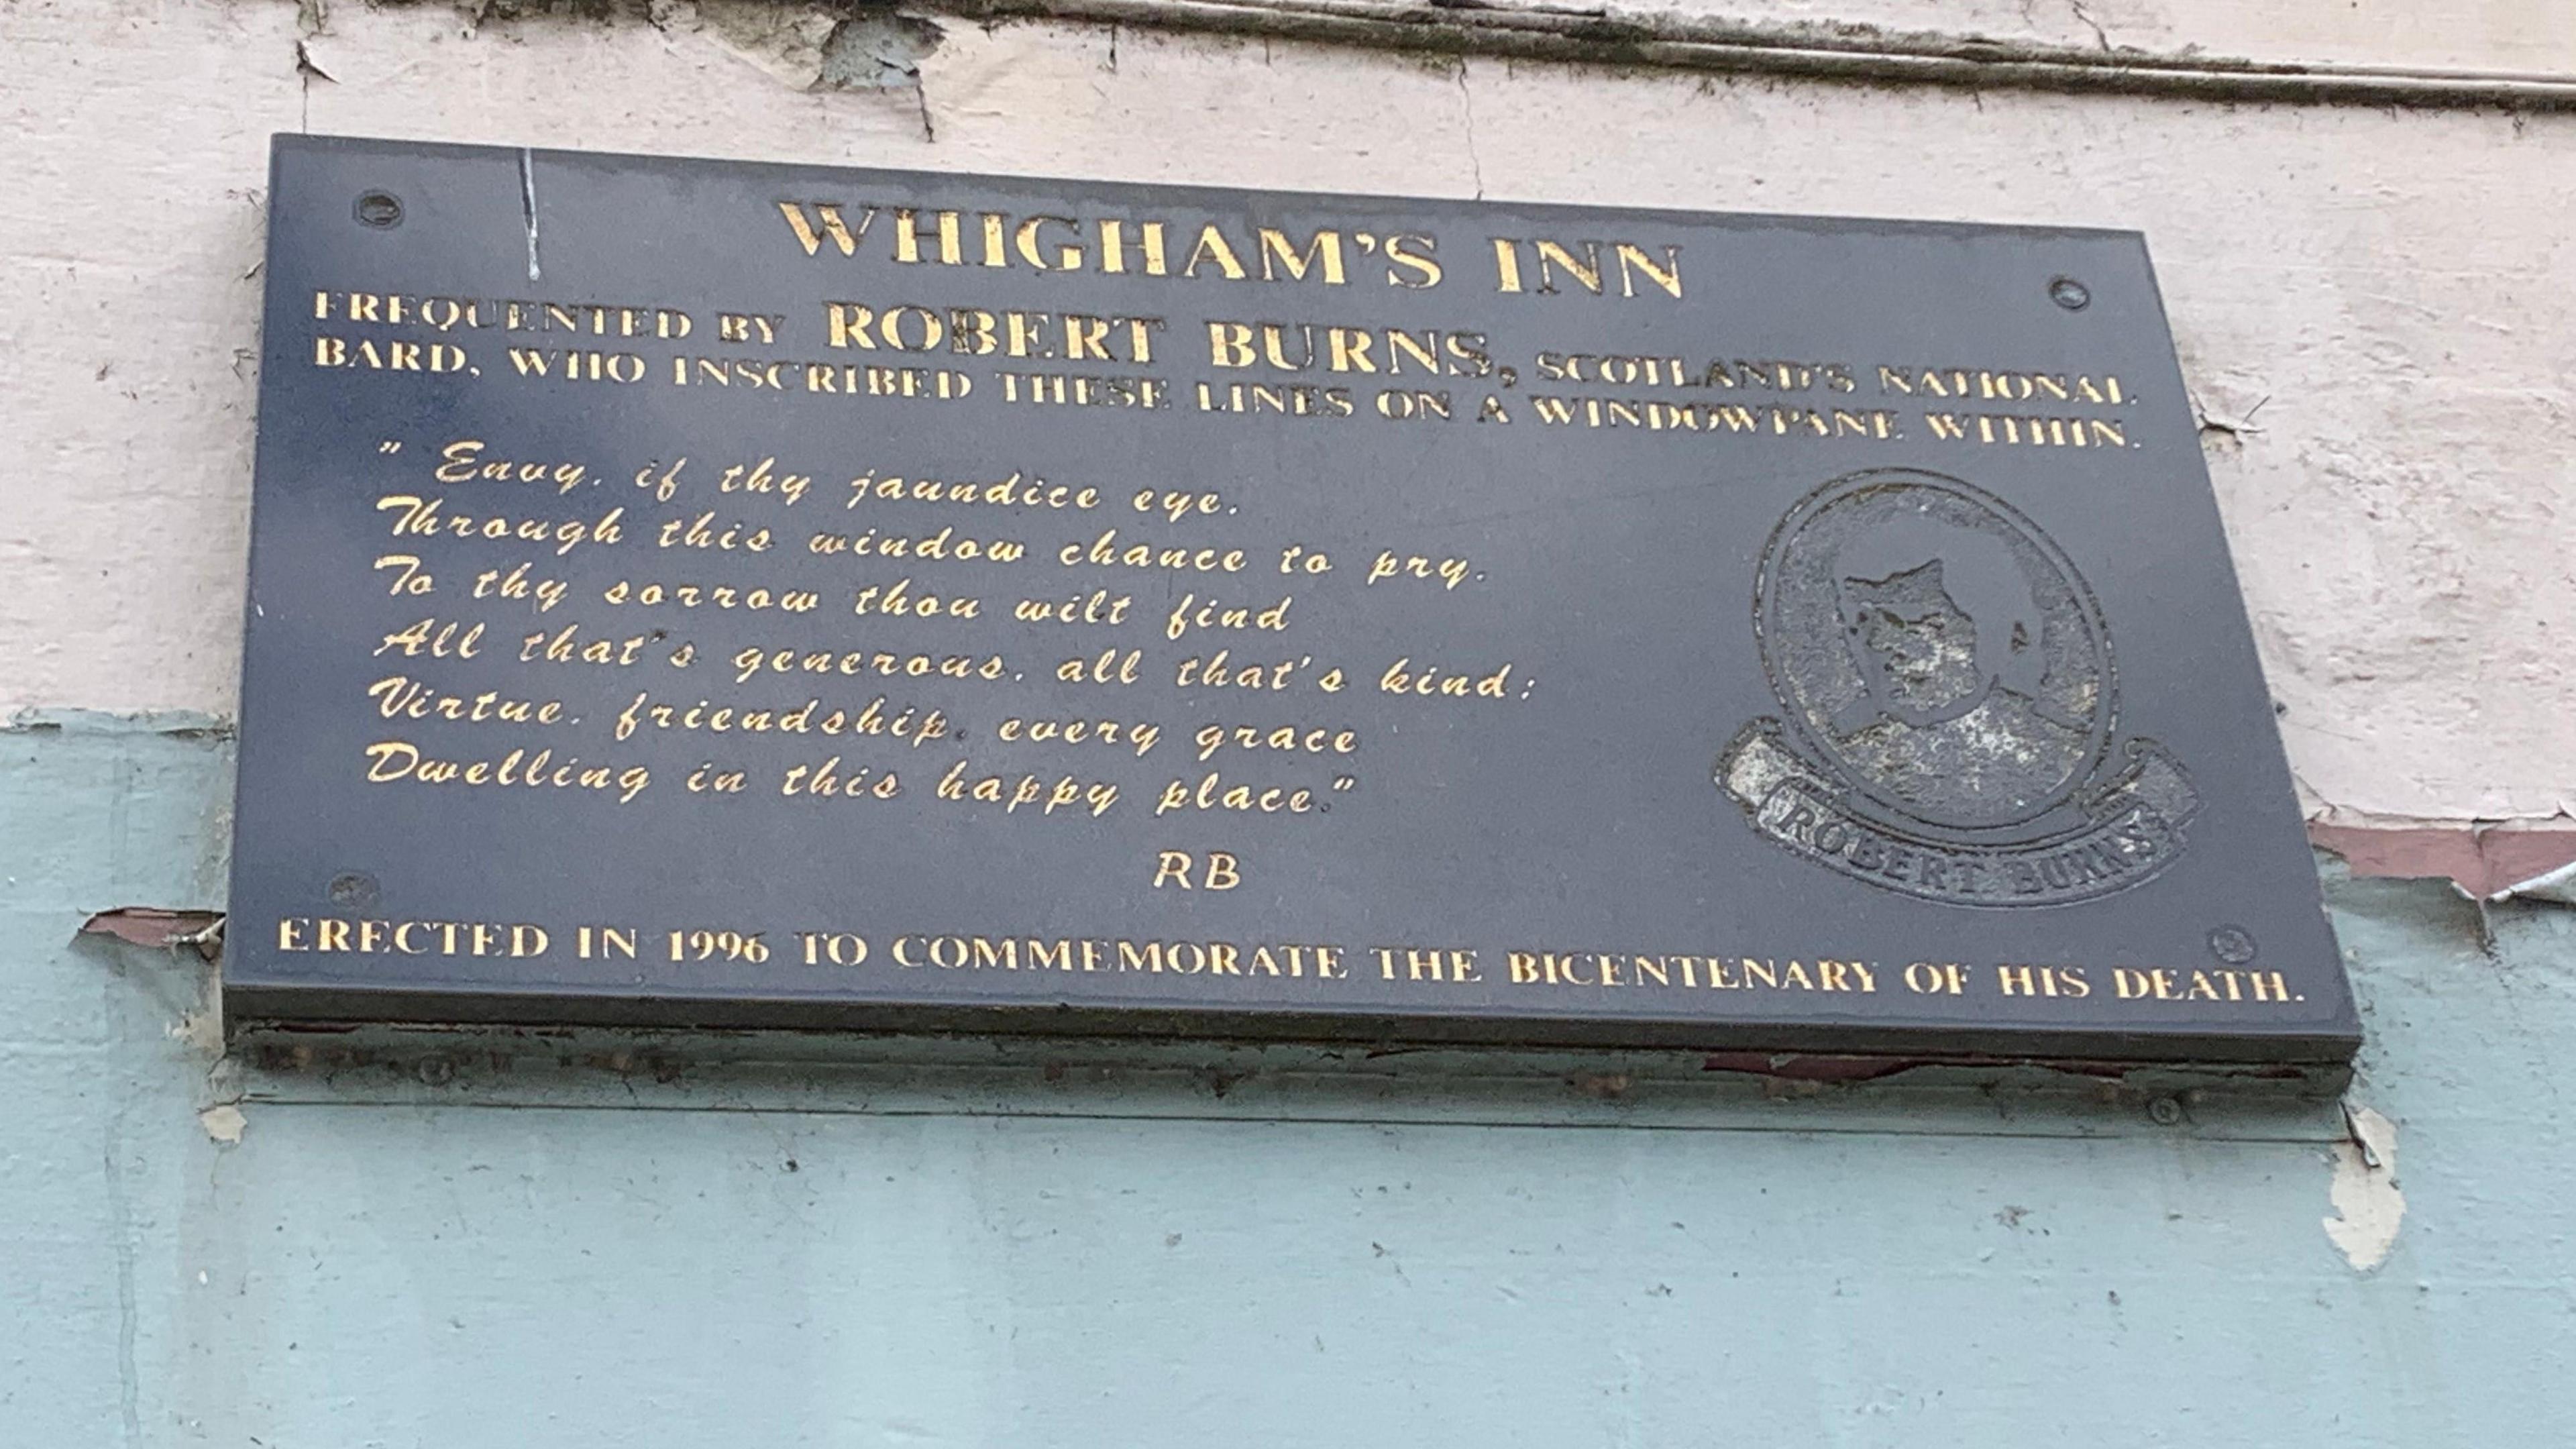 WHIGHAM'S INN
FREQUENTED BY ROBERT BURNS, SCOTLAND'S NATIONAL
BARD, WHO INSCRIBED THESE LINES ON A WINDOWPANE WITHIN.
" Envy, if thy jaundice eye,
Through this window chance to pry,
To thy sorrow thou wilt find
All that's generous, all that's kind;
Virtue, friendship, every grace
Dwelling in this happy place."
R B
ROBERT BURNS
ERECTED IN 1996 TO COMMEMORATE THE BICENTENARY OF HIS DEATH.